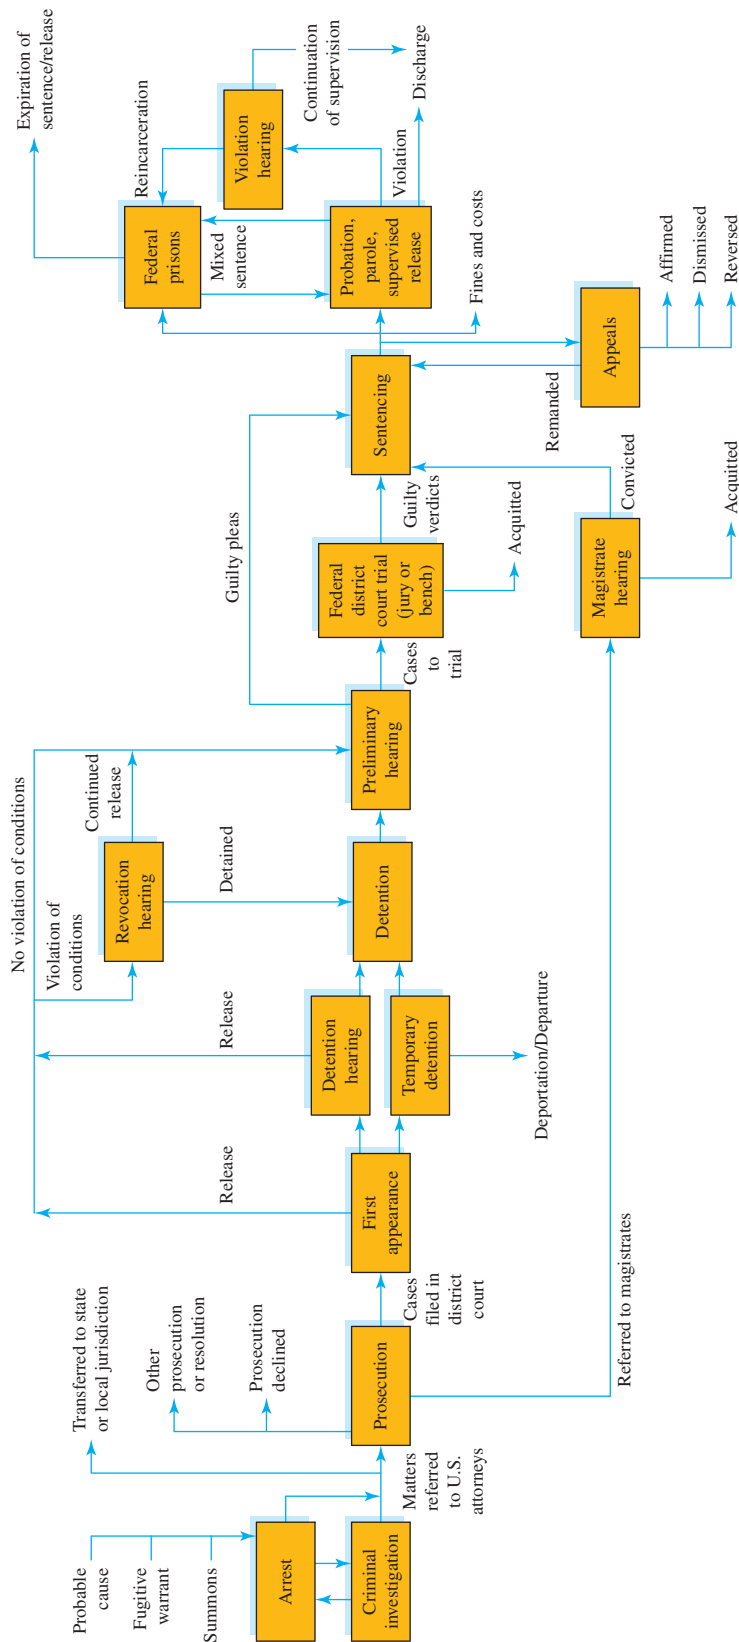 Probable
cause
Fugitive
warrant
Summons
Arrest
Criminal
investigation
Transferred to state
or local jurisdiction
Matters
referred
to U.S.
attorneys
Other
prosecution
or resolution
Prosecution
declined
Prosecution
Cases
filed in
district
court
Referred to magistrates
First
appearance
Release
Detention
hearing
Temporary
detention
Release
Deportation/Departure
No violation of conditions
Violation of
conditions
Revocation
hearing
Continued
release
Detained
Detention
Preliminary
hearing
Guilty pleas
Cases
to
trial
Federal
district
court trial
(jury or
bench)
Guilty
verdicts
Acquitted
Magistrate
hearing
Convicted
Acquitted
Sentencing
Remanded
Appeals
Affirmed
Dismissed
Reversed
Fines and costs
Federal
prisons
Mixed
sentence
Probation,
parole,
supervised
release
Expiration of
sentence/release
Reincarceration
Violation
hearing
Violation
Continuation
of supervision
Discharge